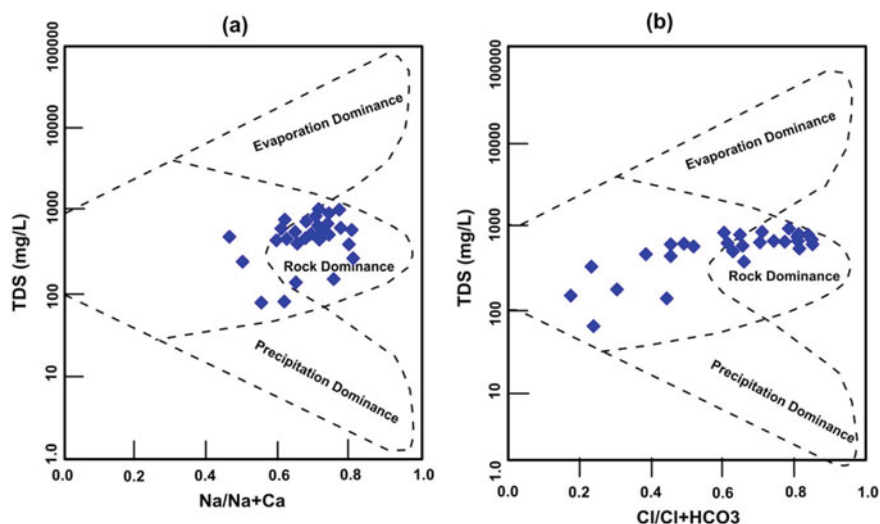 (a)
100000
10000
1000
100
10
1.0
TDS (mg/L)
Evaporation Dominance
Rock Dominance
Precipitation Dominance
0.0 0.2 0.4 0.6 0.8 1.0
Na/Na+Ca
(b)
100000
10000
1000
100
10
1.0
TDS (mg/L)
Evaporation Dominance
Rock Dominance
Precipitation Dominance
0.0 0.2 0.4 0.6 0.8 1.0
Cl/Cl+HCO3